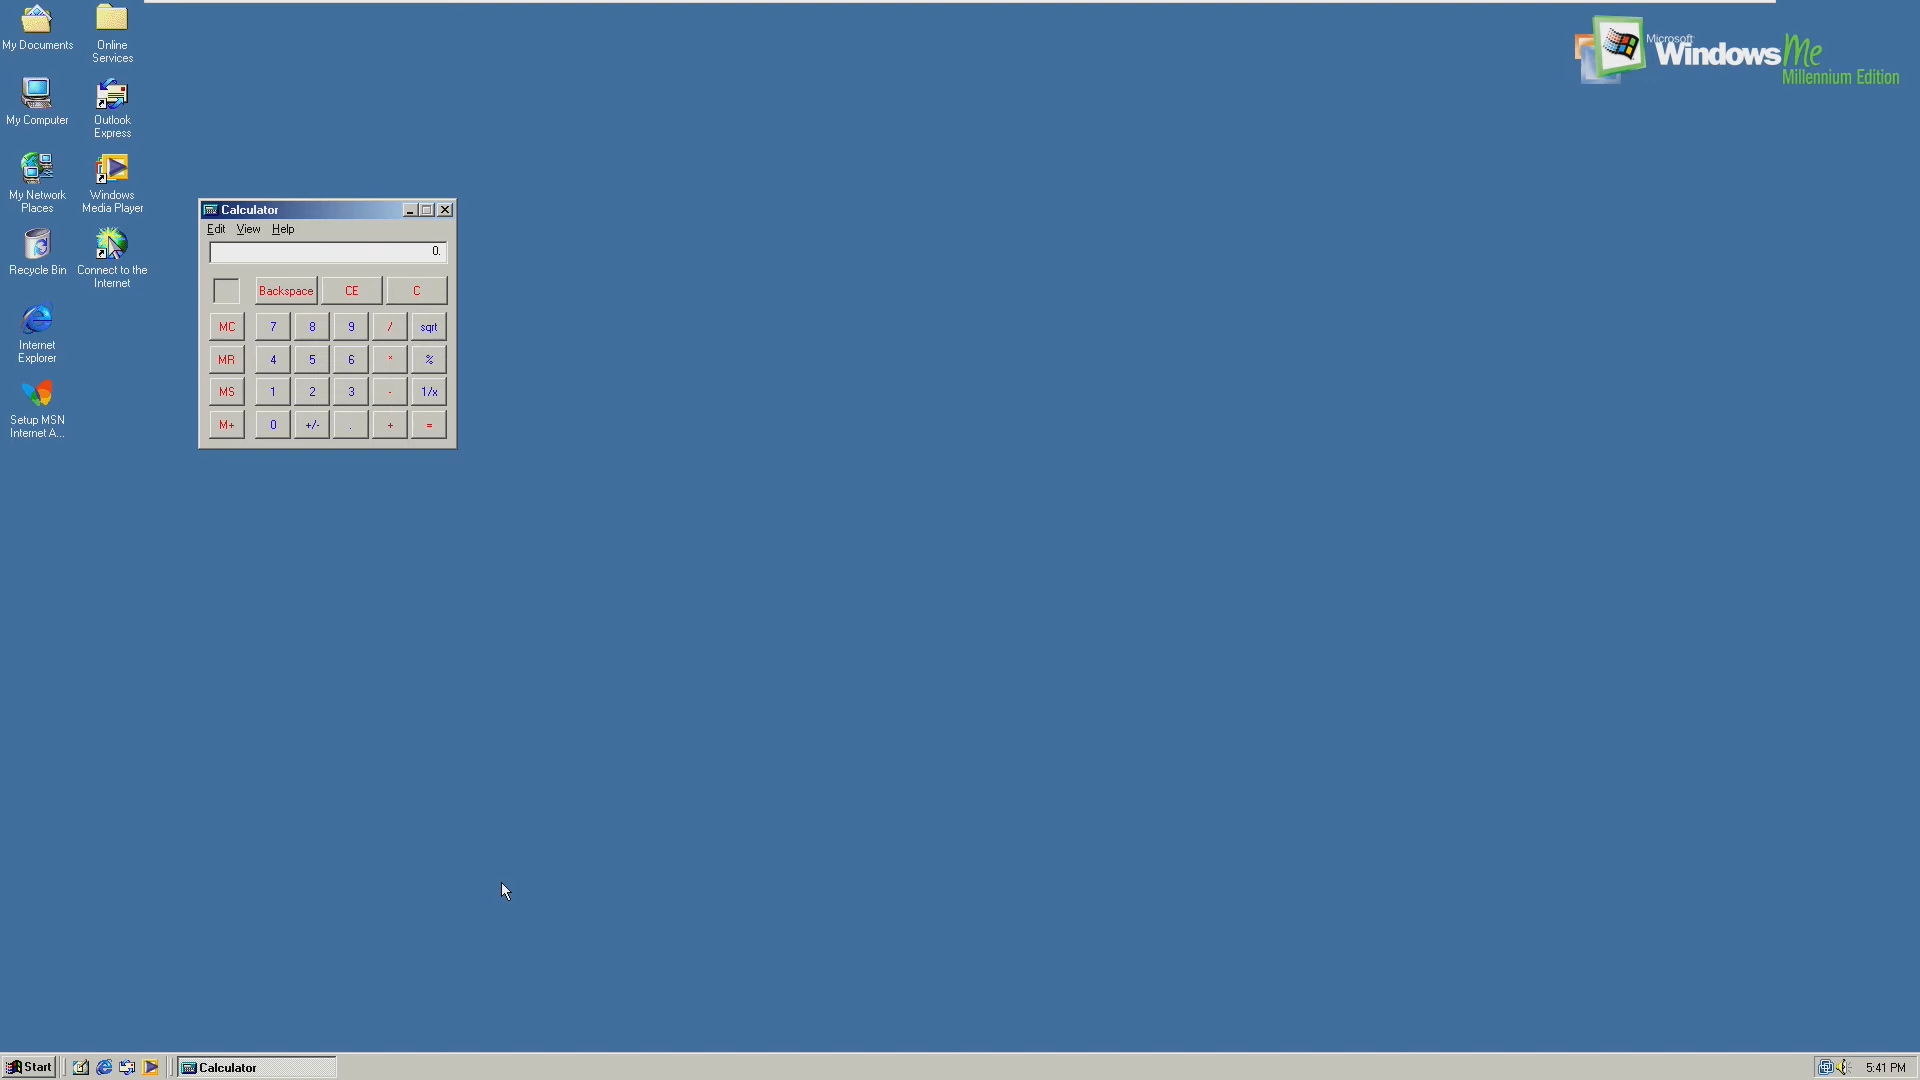 My Documents
Online
Services
My Computer
Outlook
Express
My Network
Places
Windows
Media Player
Recycle Bin
Connect to the
Internet
Internet
Explorer
Setup MSN
Internet A...
Microsoft
Windows Me
Millennium Edition
Calculator
Edit View Help
0.
Backspace CE C
MC 7 8 9 / sqrt
MR 4 5 6 * %
MS 1 2 3 - 1/x
M+ 0 +/- . + =
Start Calculator 5:41 PM